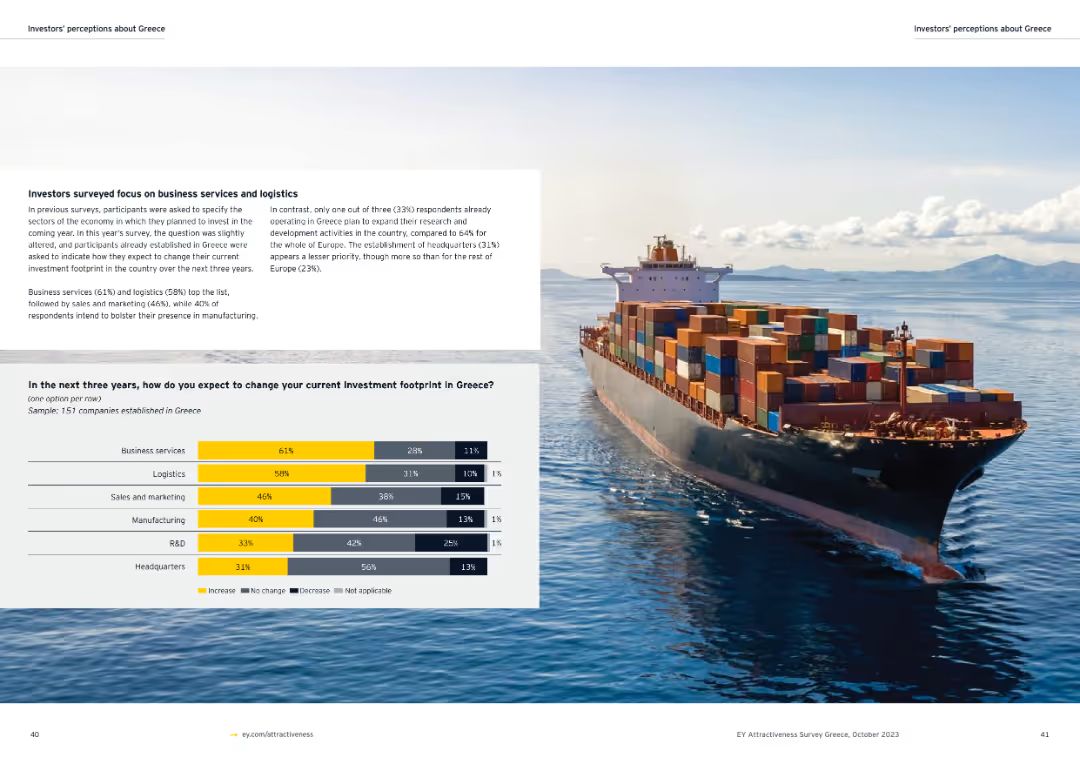 Investors' perceptions about Greece
Investors' perceptions about Greece
Investors surveyed focus on business services and logistics
In previous surveys, participants were asked to specify the
sectors of the economy in which they planned to invest in the
coming year. In this year's survey, the question was slightly
altered, and participants already established in Greece were
asked to indicate how they expect to change their current
investment footprint in the country over the next three years.
Business services (61%) and logistics (58%) top the list,
followed by sales and marketing (46%), while 40% of
respondents intend to bolster their presence in manufacturing.
In contrast, only one out of three (33%) respondents already
operating in Greece plan to expand their research and
development activities in the country, compared to 64% for
the whole of Europe. The establishment of headquarters (31%)
appears a lesser priority, though more so than for the rest of
Europe (23%).
In the next three years, how do you expect to change your current investment footprint in Greece?
(one option per row)
Sample: 151 companies established in Greece
Business services 61% 28% 11%
Logistics 58% 31% 10% 1%
Sales and marketing 46% 38% 15%
Manufacturing 40% 46% 13% 1%
R&D 33% 42% 25% 1%
Headquarters 31% 56% 13%
Increase No change Decrease Not applicable
40 → ey.com/attractiveness
EY Attractiveness Survey Greece, October 2023 41